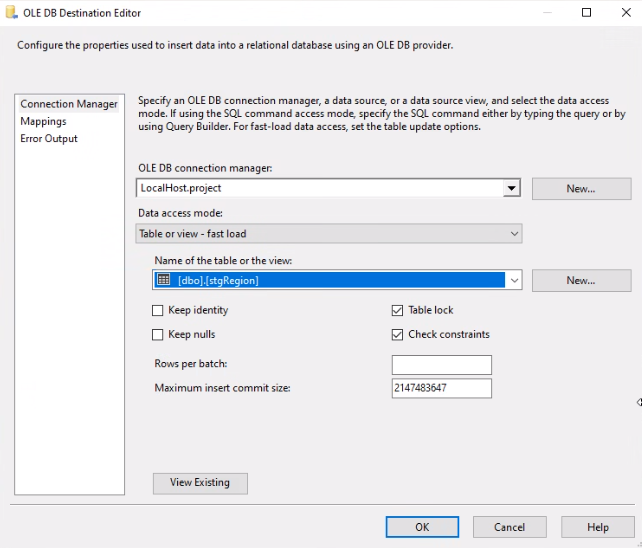 OLE DB Destination Editor
Configure the properties used to insert data into a relational database using an OLE DB provider.
Connection Manager
Mappings
Error Output
Specify an OLE DB connection manager, a data source, or a data source view, and select the data access
mode. If using the SQL command access mode, specify the SQL command either by typing the query or by
using Query Builder. For fast-load data access, set the table update options.
OLE DB connection manager:
LocalHost.project
New...
Data access mode:
Table or view - fast load
Name of the table or the view:
[dbo].[stgRegion]
New...
Keep identity
Table lock
Keep nulls
Check constraints
Rows per batch:
Maximum insert commit size:
2147483647
View Existing
OK
Cancel
Help